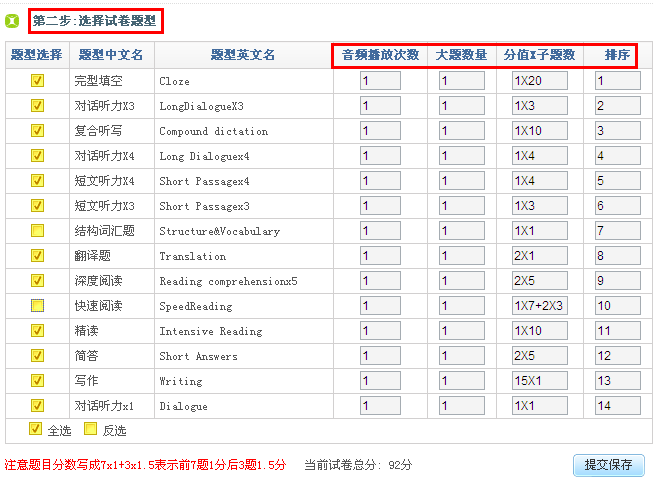 第二步:选择试卷题型
题型选择 题型中文名 题型英文名 音频播放次数 大题数量 分值X子题数 排序
完型填空 Cloze 1 1 1X20 1
对话听力X3 LongDialogueX3 1 1 1X3 2
复合听写 Compound dictation 1 1 1X10 3
对话听力X4 Long Dialoguex4 1 1 1X4 4
短文听力X4 Short Passagex4 1 1 1X4 5
短文听力X3 Short Passagex3 1 1 1X3 6
结构词汇题 Structure&Vocabulary 1 1 1X1 7
翻译题 Translation 1 1 2X1 8
深度阅读 Reading comprehensionx5 1 1 2X5 9
快速阅读 SpeedReading 1 1 1X7+2X3 10
精读 Intensive Reading 1 1 1X10 11
简答 Short Answers 1 1 2X5 12
写作 Writing 1 1 15X1 13
对话听力x1 Dialogue 1 1 1X1 14
全选 反选
注意题目分数写成7x1+3x1.5表示前7题1分后3题1.5分 当前试卷总分: 92分 提交保存